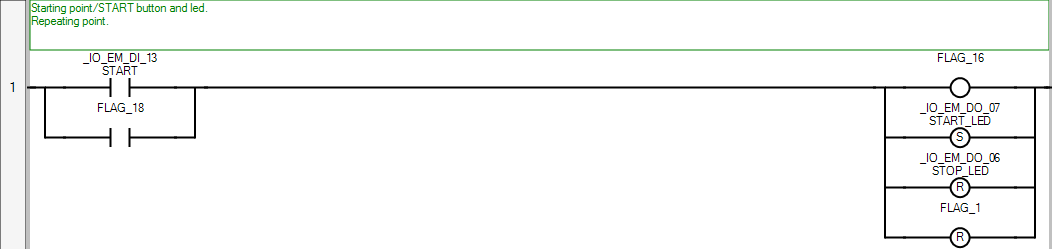 Starting point/START button and led.
Repeating point.
_IO_EM_DI_13
START
FLAG_16
1
FLAG_18
_IO_EM_DO_07
START_LED
S
_IO_EM_DO_06
STOP_LED
R
FLAG_1
R